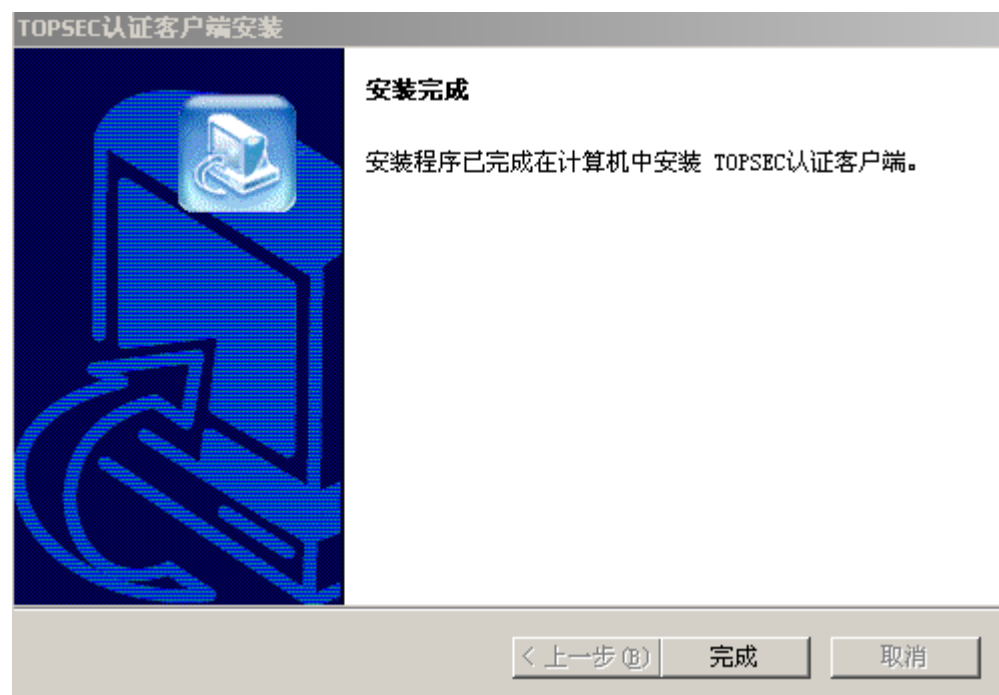 TOPSEC认证客户端安装
安装完成
安装程序已完成在计算机中安装 TOPSEC认证客户端。
< 上一步(B)
完成
取消